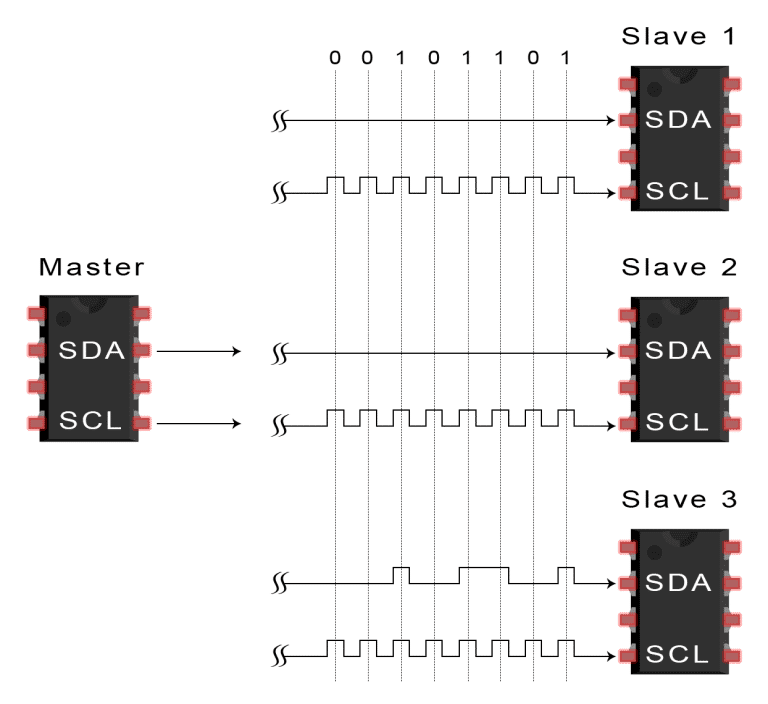 Slave 1
0 0 1 0 1 1 0 1
SDA
SCL
Master
SDA
SCL
Slave 2
SDA
SCL
Slave 3
SDA
SCL